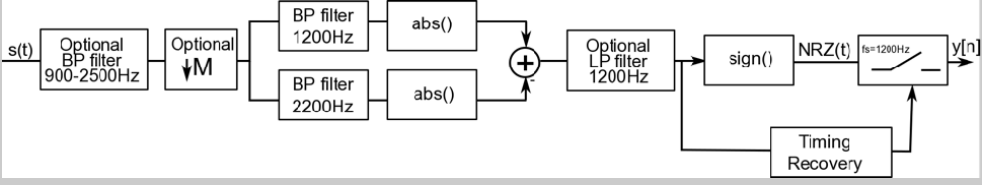 s(t)
Optional
BP filter
900-2500Hz
Optional
↓M
BP filter
1200Hz
abs()
BP filter
2200Hz
abs()
+
-
Optional
LP filter
1200Hz
sign()
NRZ(t)
fs=1200Hz
y[n]
Timing
Recovery